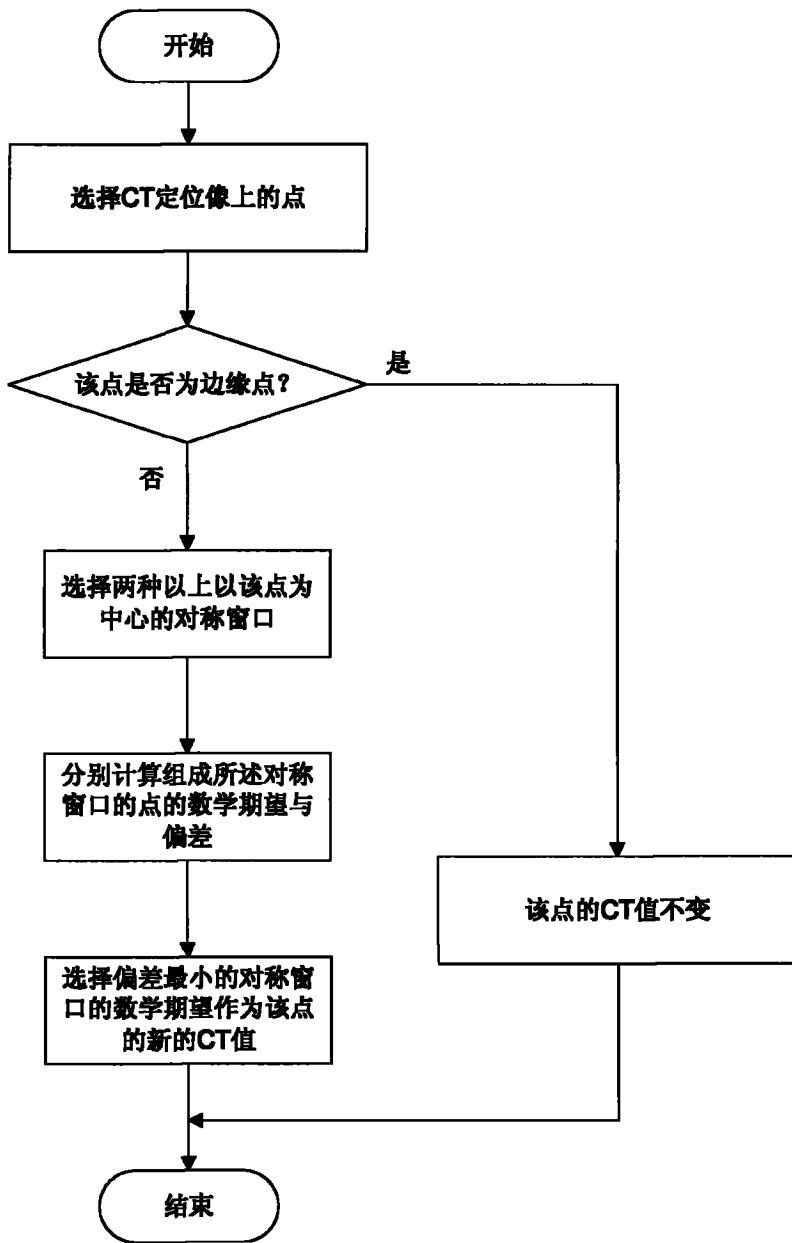 开始
选择CT定位像上的点
该点是否为边缘点？
是
否
选择两种以上以该点为
中心的对称窗口
分别计算组成所述对称
窗口的点的数学期望与
偏差
该点的CT值不变
选择偏差最小的对称窗
口的数学期望作为该点
的新的CT值
结束